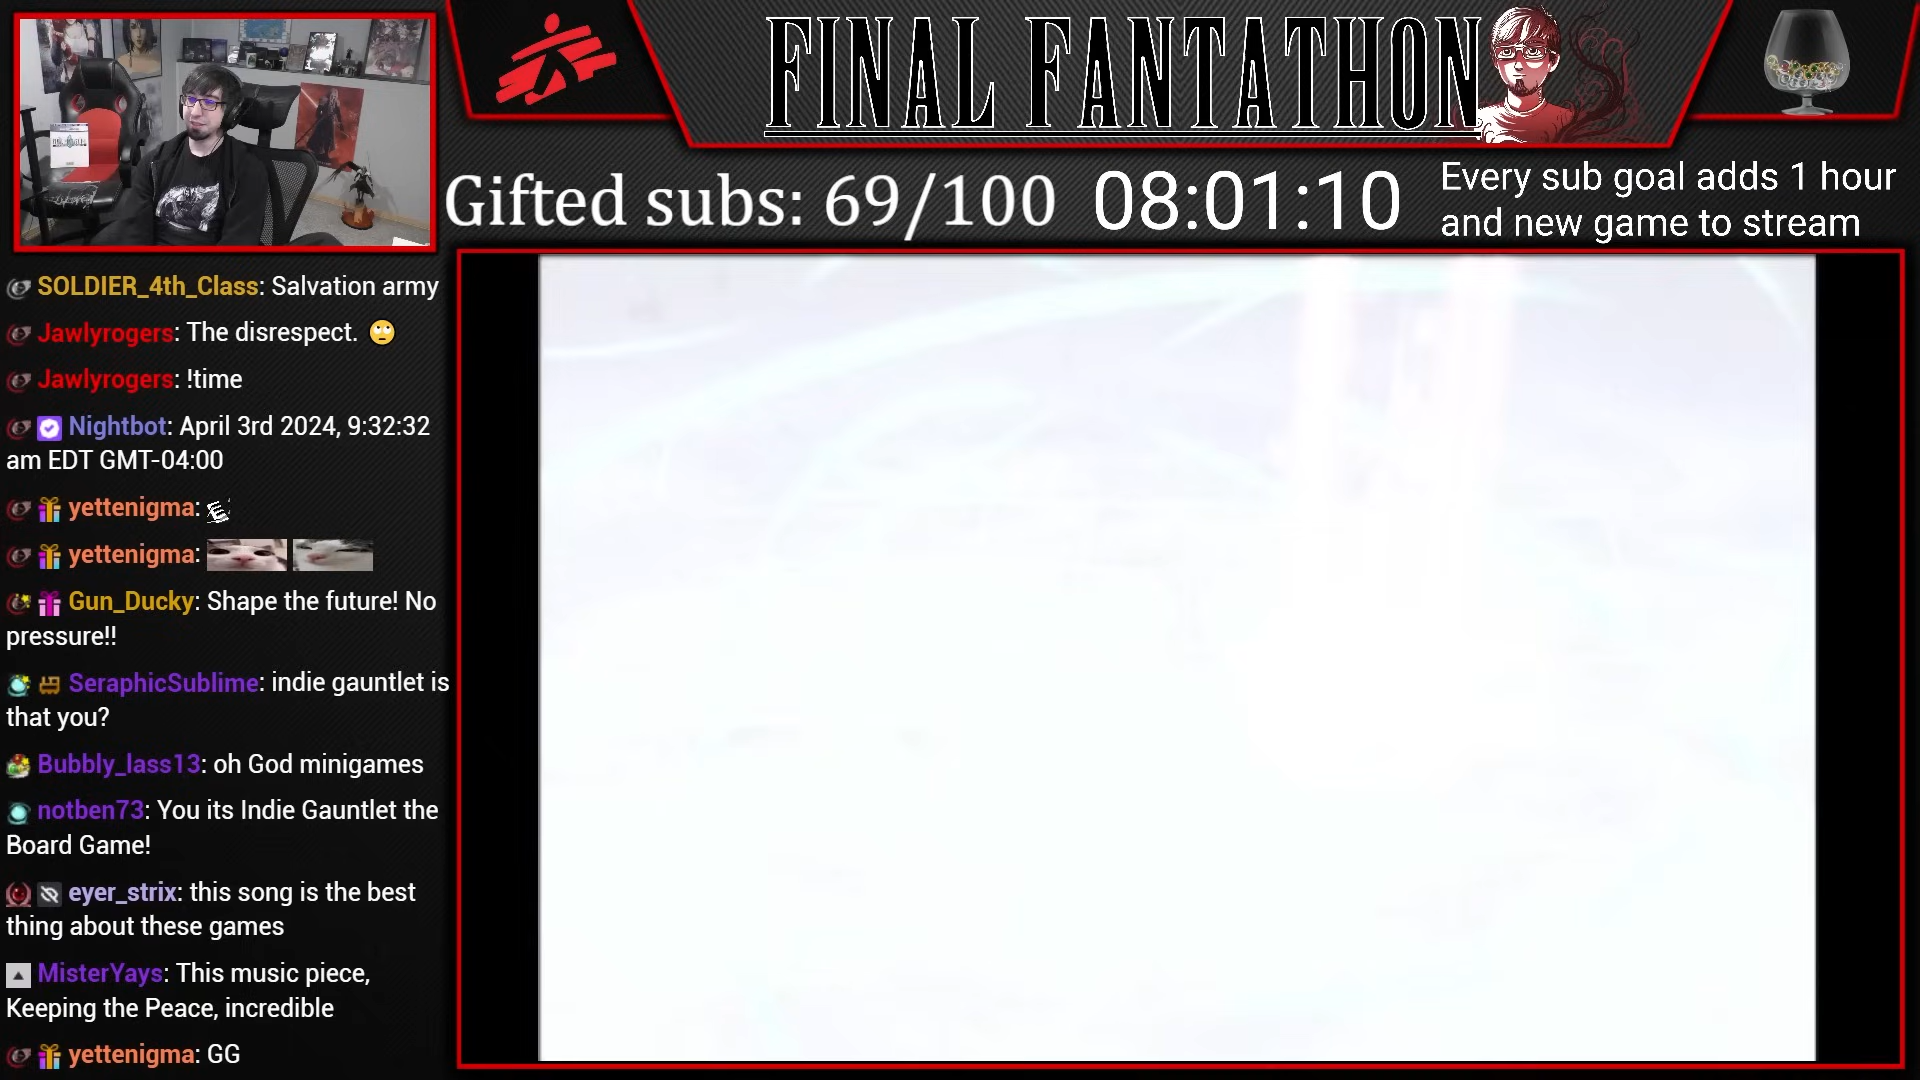 FINAL FANTATHON
Gifted subs: 69/100
08:01:10
Every sub goal adds 1 hour
and new game to stream
SOLDIER_4th_Class: Salvation army
Jawlyrogers: The disrespect. 🙄
Jawlyrogers: !time
Nightbot: April 3rd 2024, 9:32:32
am EDT GMT-04:00
yettenigma:
yettenigma:
Gun_Ducky: Shape the future! No
pressure!!
SeraphicSublime: indie gauntlet is
that you?
Bubbly_lass13: oh God minigames
notben73: You its Indie Gauntlet the
Board Game!
eyer_strix: this song is the best
thing about these games
MisterYays: This music piece,
Keeping the Peace, incredible
yettenigma: GG